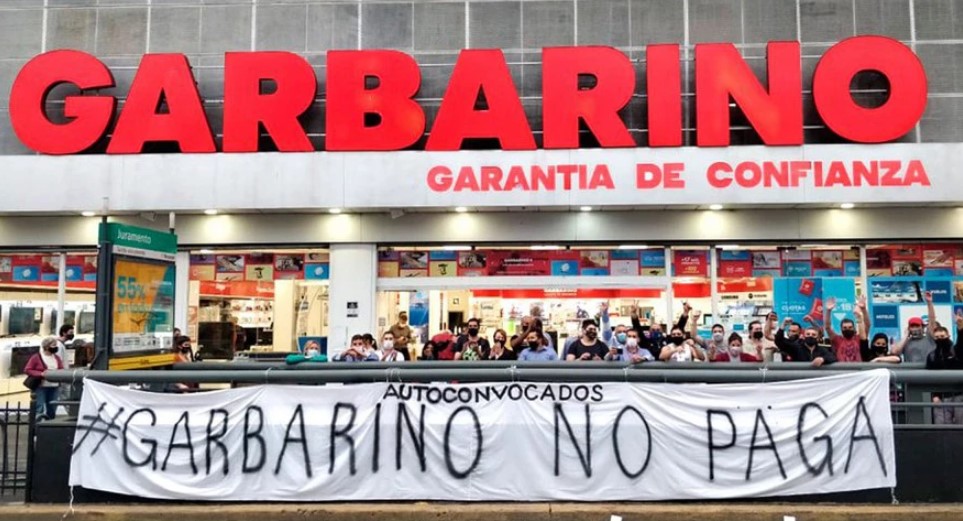 GARBARINO
GARANTIA DE CONFIANZA
Juramento
55%
AUTOCONVOCADOS
#GARBARINO NO PAGA